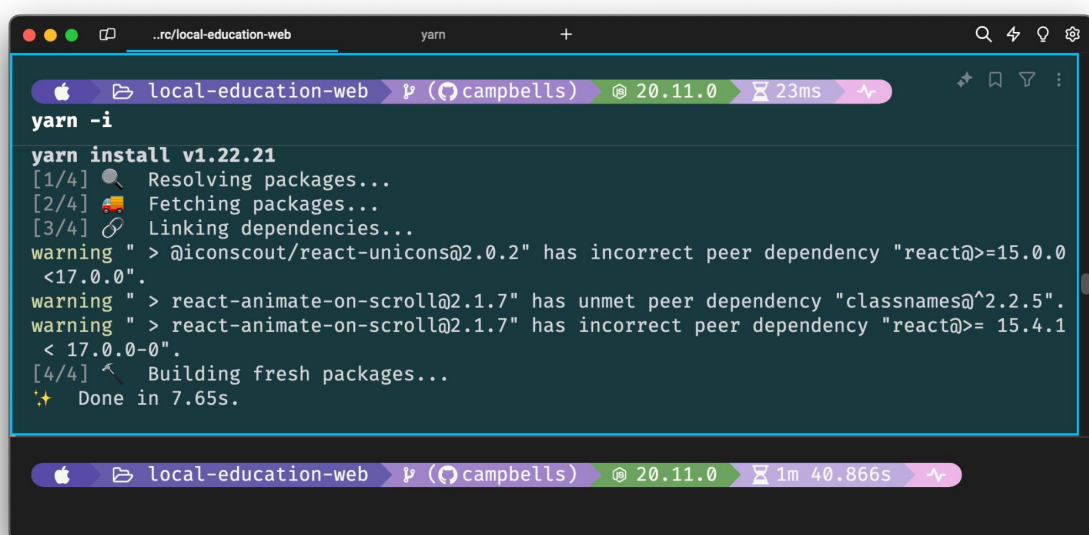 ..rc/local-education-web yarn +
local-education-web (campbells) 20.11.0 23ms
yarn -i
yarn install v1.22.21
[1/4] 🔍 Resolving packages...
[2/4] 🚚 Fetching packages...
[3/4] 🔗 Linking dependencies...
warning " > @iconscout/react-unicons@2.0.2" has incorrect peer dependency "react@>=15.0.0
<17.0.0".
warning " > react-animate-on-scroll@2.1.7" has unmet peer dependency "classnames@^2.2.5".
warning " > react-animate-on-scroll@2.1.7" has incorrect peer dependency "react@>= 15.4.1
< 17.0.0-0".
[4/4] 🔨 Building fresh packages...
✨ Done in 7.65s.
local-education-web (campbells) 20.11.0 1m 40.866s